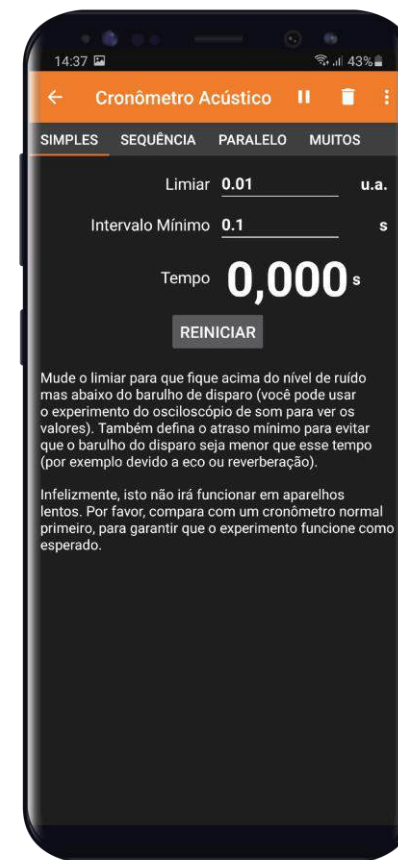 14:37 43%
Cronômetro Acústico
SIMPLES SEQUÊNCIA PARALELO MUITOS
Limiar 0.01 u.a.
Intervalo Mínimo 0.1 s
Tempo 0,000 s
REINICIAR
Mude o limiar para que fique acima do nível de ruído
mas abaixo do barulho de disparo (você pode usar
o experimento do osciloscópio de som para ver os
valores). Também defina o atraso mínimo para evitar
que o barulho do disparo seja menor que esse tempo
(por exemplo devido a eco ou reverberação).
Infelizmente, isto não irá funcionar em aparelhos
lentos. Por favor, compara com um cronômetro normal
primeiro, para garantir que o experimento funcione como
esperado.